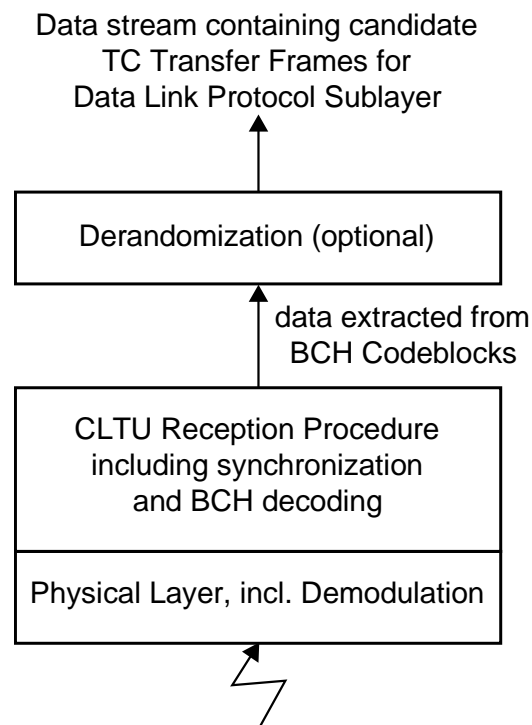 Data stream containing candidate
TC Transfer Frames for
Data Link Protocol Sublayer
Derandomization (optional)
data extracted from
BCH Codeblocks
CLTU Reception Procedure
including synchronization
and BCH decoding
Physical Layer, incl. Demodulation